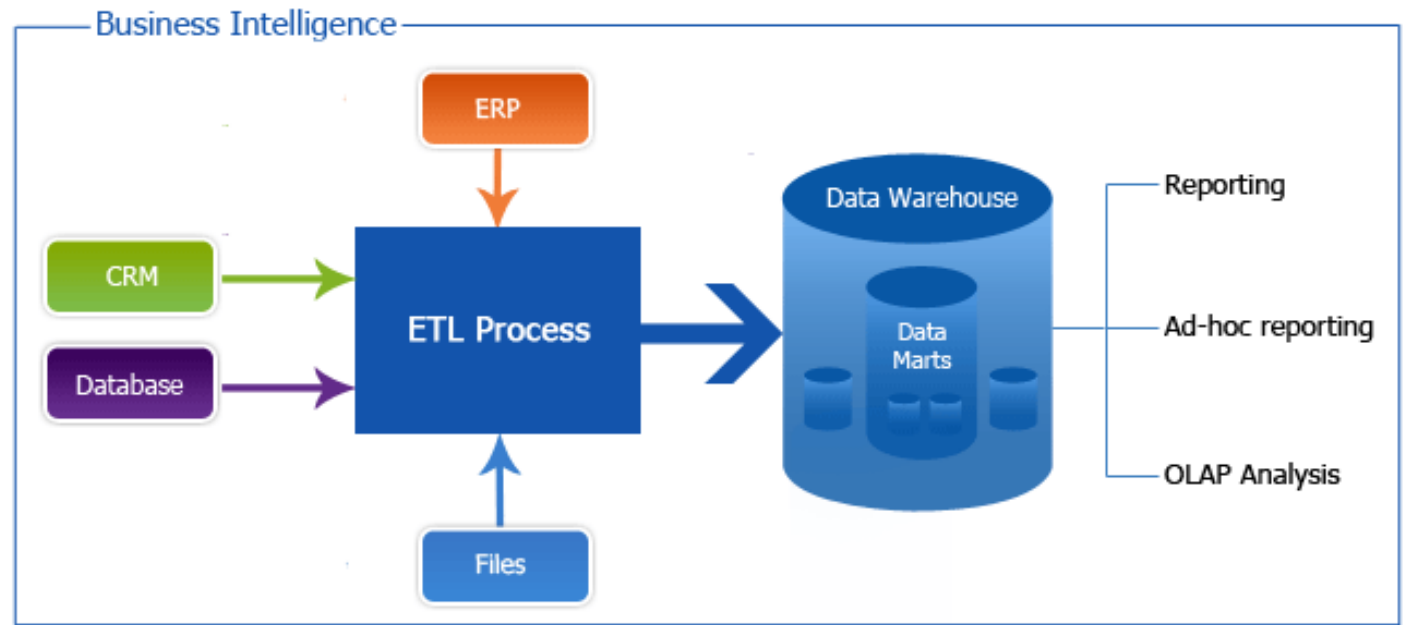 Business Intelligence
ERP
CRM
Database
ETL Process
Files
Data Warehouse
Data
Marts
Reporting
Ad-hoc reporting
OLAP Analysis